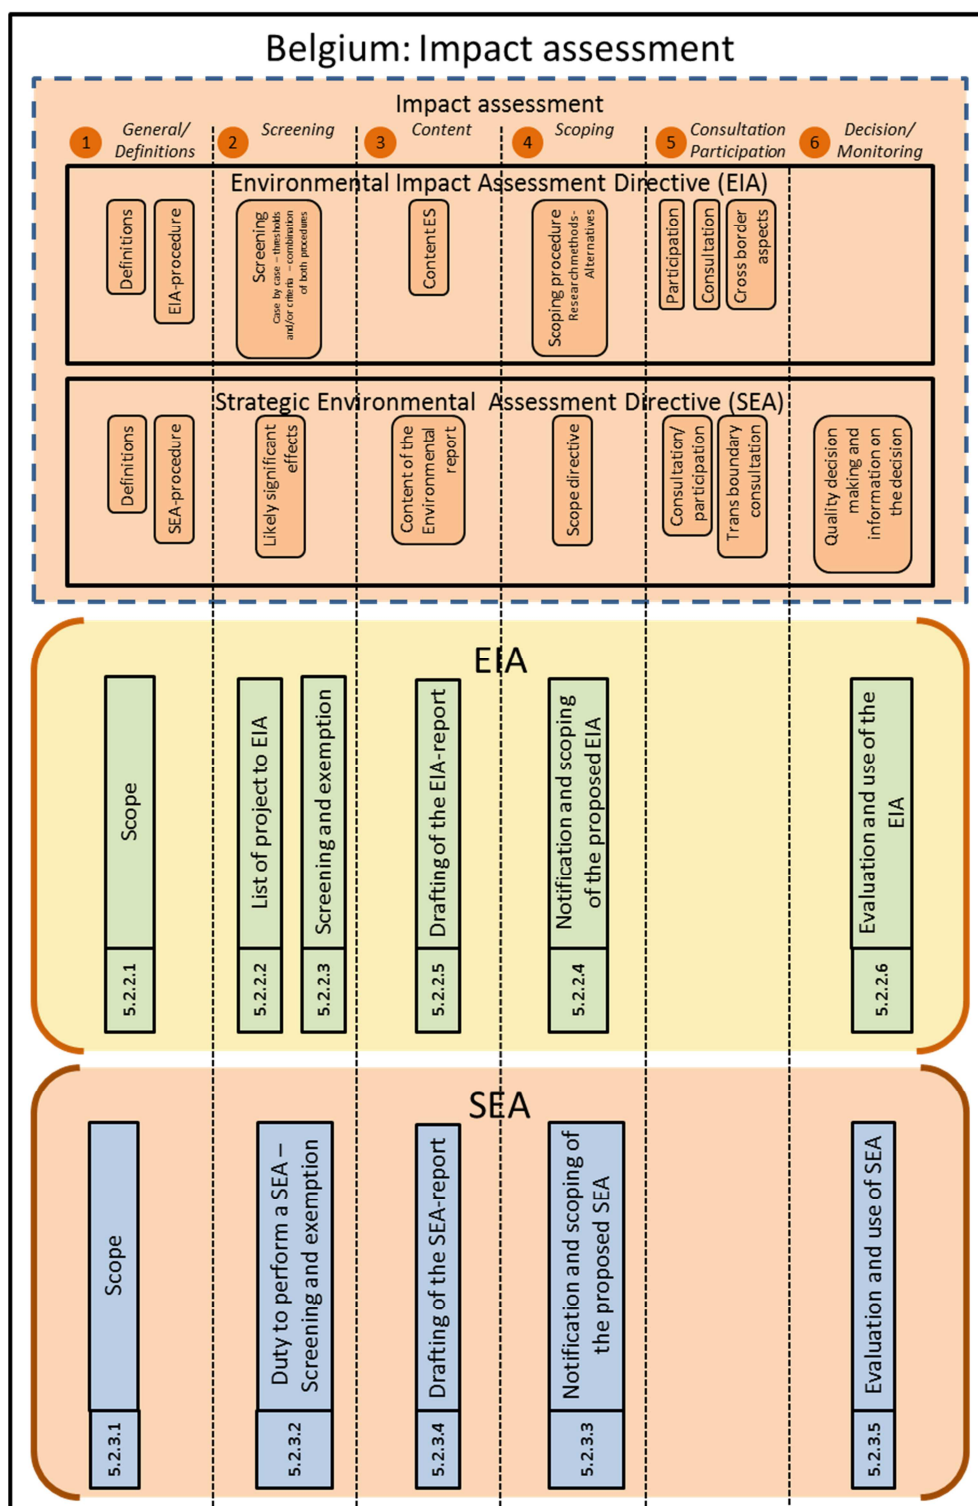 Belgium: Impact assessment
Impact assessment
1
General/
Definitions
2
Screening
3
Content
4
Scoping
5
Consultation
Participation
6
Decision/
Monitoring
Environmental Impact Assessment Directive (EIA)
Definitions
EIA-procedure
Screening
Case by case – thresholds
and/or criteria – combination
of both procedures
Content ES
Scoping procedure
Researchmethods-
Alternatives
Participation
Consultation
Cross border
aspects
Strategic Environmental Assessment Directive (SEA)
Definitions
SEA-procedure
Likely significant
effects
Content of the
Environmental
report
Scope directive
Consultation/
participation
Trans boundary
consultation
Quality decision
making and
information on
the decision
EIA
Scope
5.2.2.1
List of project to EIA
5.2.2.2
Screening and exemption
5.2.2.3
Drafting of the EIA-report
5.2.2.5
Notification and scoping
of the proposed EIA
5.2.2.4
Evaluation and use of the
EIA
5.2.2.6
SEA
Scope
5.2.3.1
Duty to perform a SEA –
Screening and exemption
5.2.3.2
Drafting of the SEA-report
5.2.3.4
Notification and scoping of
the proposed SEA
5.2.3.3
Evaluation and use of SEA
5.2.3.5